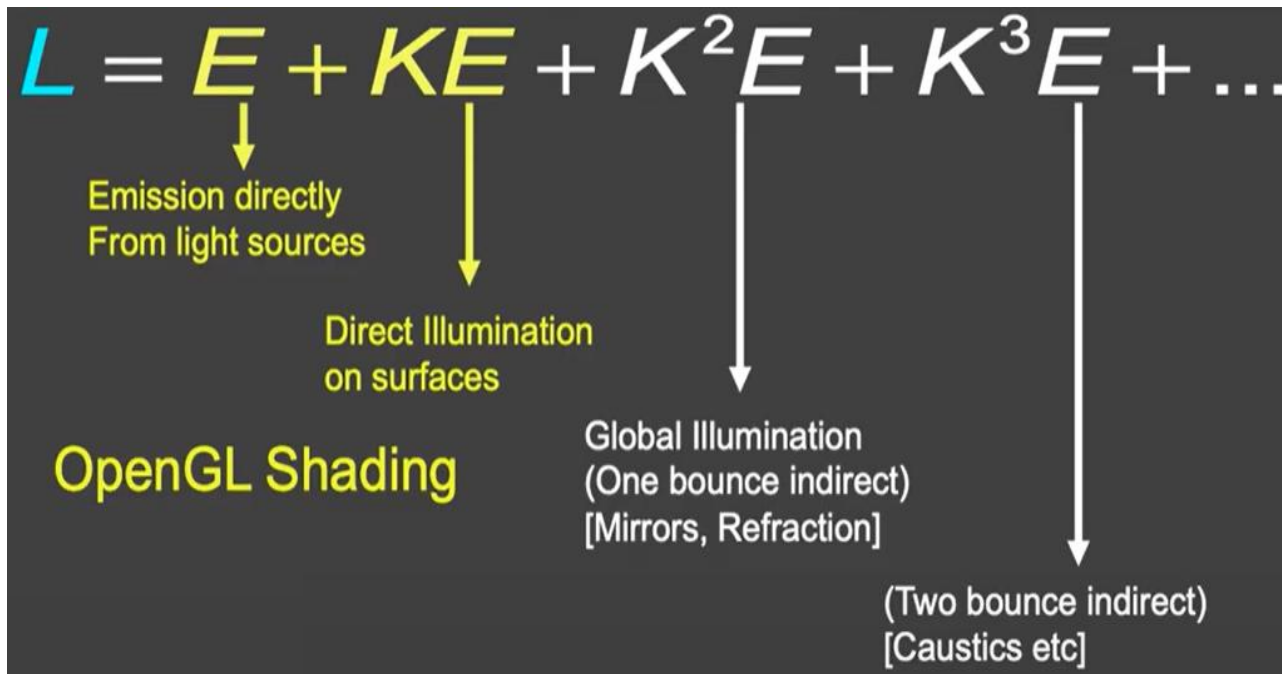 L = E + KE + K²E + K³E + ...
Emission directly
From light sources
Direct Illumination
on surfaces
OpenGL Shading
Global Illumination
(One bounce indirect)
[Mirrors, Refraction]
(Two bounce indirect)
[Caustics etc]